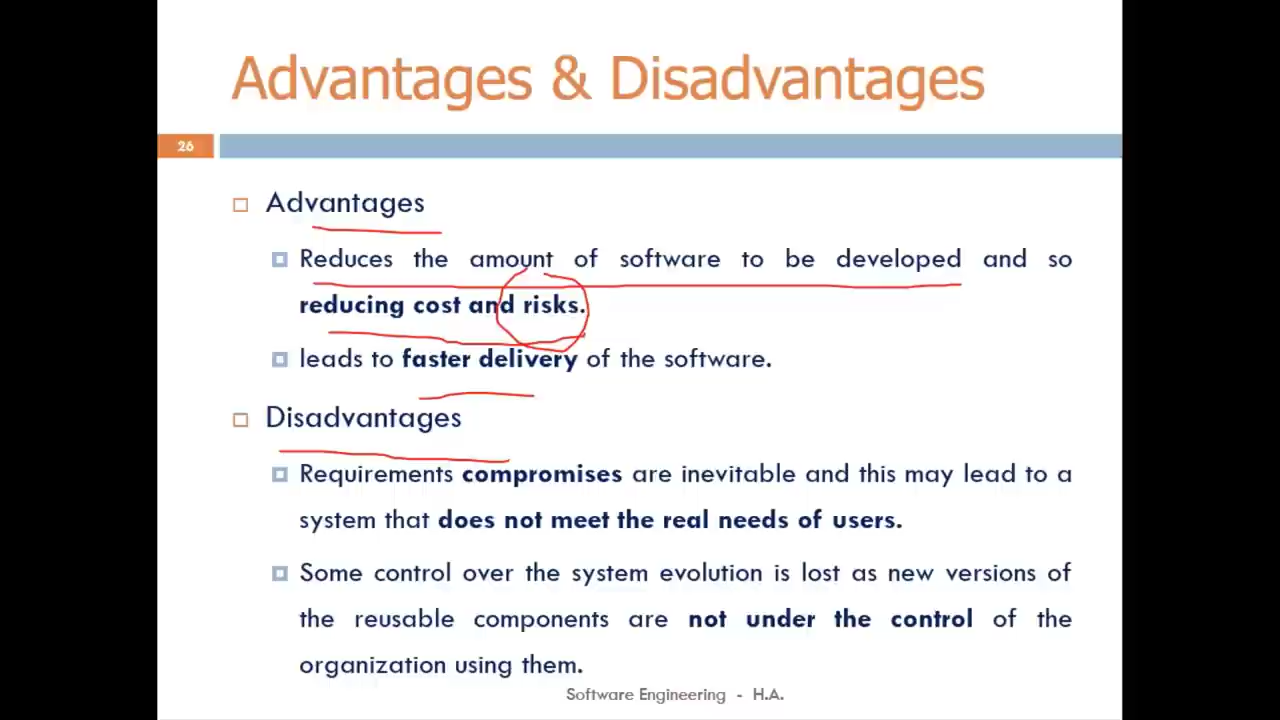 Advantages & Disadvantages
26
Advantages
Reduces the amount of software to be developed and so
reducing cost and risks.
leads to faster delivery of the software.
Disadvantages
Requirements compromises are inevitable and this may lead to a
system that does not meet the real needs of users.
Some control over the system evolution is lost as new versions of
the reusable components are not under the control of the
organization using them.
Software Engineering - H.A.